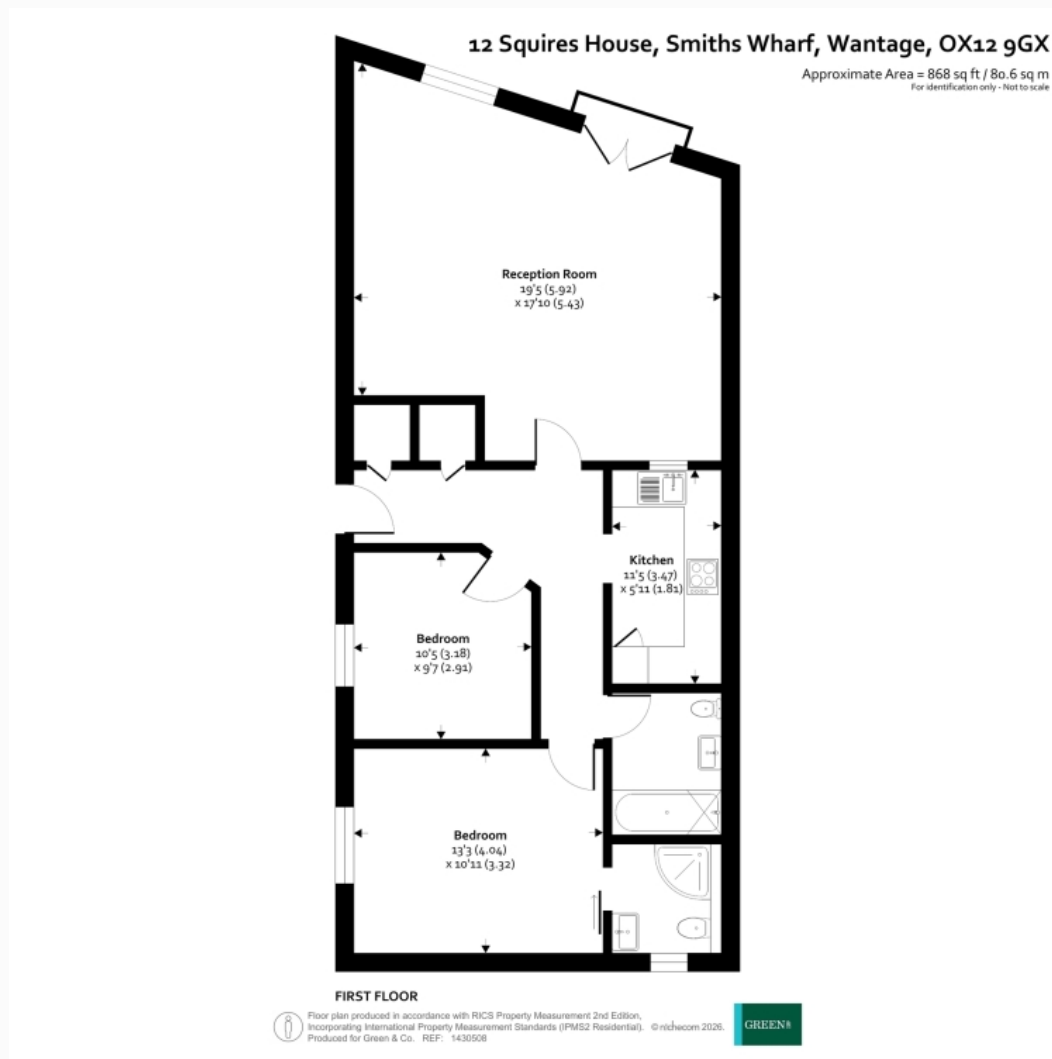 12 Squires House, Smiths Wharf, Wantage, OX12 9GX
Approximate Area = 868 sq ft / 80.6 sq m
For identification only - Not to scale
Reception Room
19'5 (5.92)
x 17'10 (5.43)
Kitchen
11'5 (3.47)
x 5'11 (1.81)
Bedroom
10'5 (3.18)
x 9'7 (2.91)
Bedroom
13'3 (4.04)
x 10'11 (3.32)
FIRST FLOOR
Floor plan produced in accordance with RICS Property Measurement 2nd Edition,
Incorporating International Property Measurement Standards (IPMS2 Residential). © nichecom 2026.
Produced for Green & Co. REF: 1430508
GREEN&